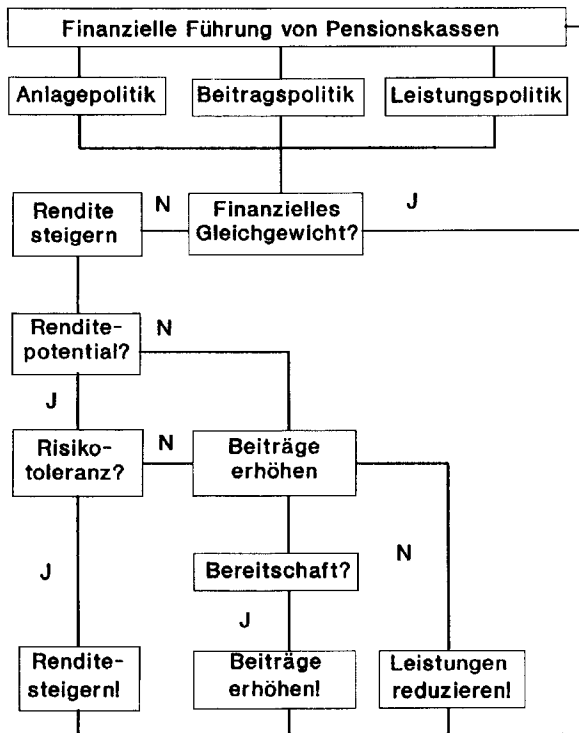 Finanzielle Führung von Pensionskassen
Anlagepolitik
Beitragspolitik
Leistungspolitik
Rendite
steigern
N
Finanzielles
Gleichgewicht?
J
Rendite-
potential?
N
J
Risiko-
toleranz?
N
Beiträge
erhöhen
J
Bereitschaft?
N
J
Rendite-
steigern!
Beiträge
erhöhen!
Leistungen
reduzieren!